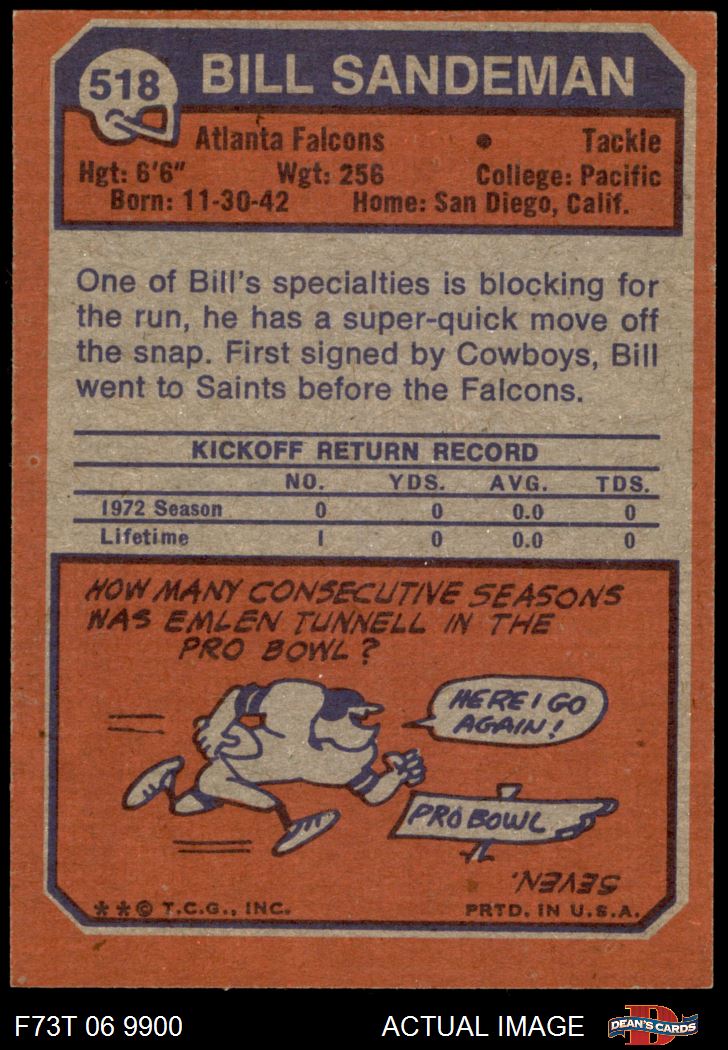 518 BILL SANDEMAN
Atlanta Falcons • Tackle
Hgt: 6'6" Wgt: 256 College: Pacific
Born: 11-30-42 Home: San Diego, Calif.
One of Bill's specialties is blocking for
the run, he has a super-quick move off
the snap. First signed by Cowboys, Bill
went to Saints before the Falcons.
KICKOFF RETURN RECORD
NO. YDS. AVG. TDS.
1972 Season 0 0 0.0 0
Lifetime 1 0 0.0 0
HOW MANY CONSECUTIVE SEASONS
WAS EMLEN TUNNELL IN THE
PRO BOWL?
HERE I GO
AGAIN!
PRO BOWL
SEVEN.
**© T.C.G., INC. PRTD. IN U.S.A.
F73T 06 9900 ACTUAL IMAGE D DEAN'S CARDS